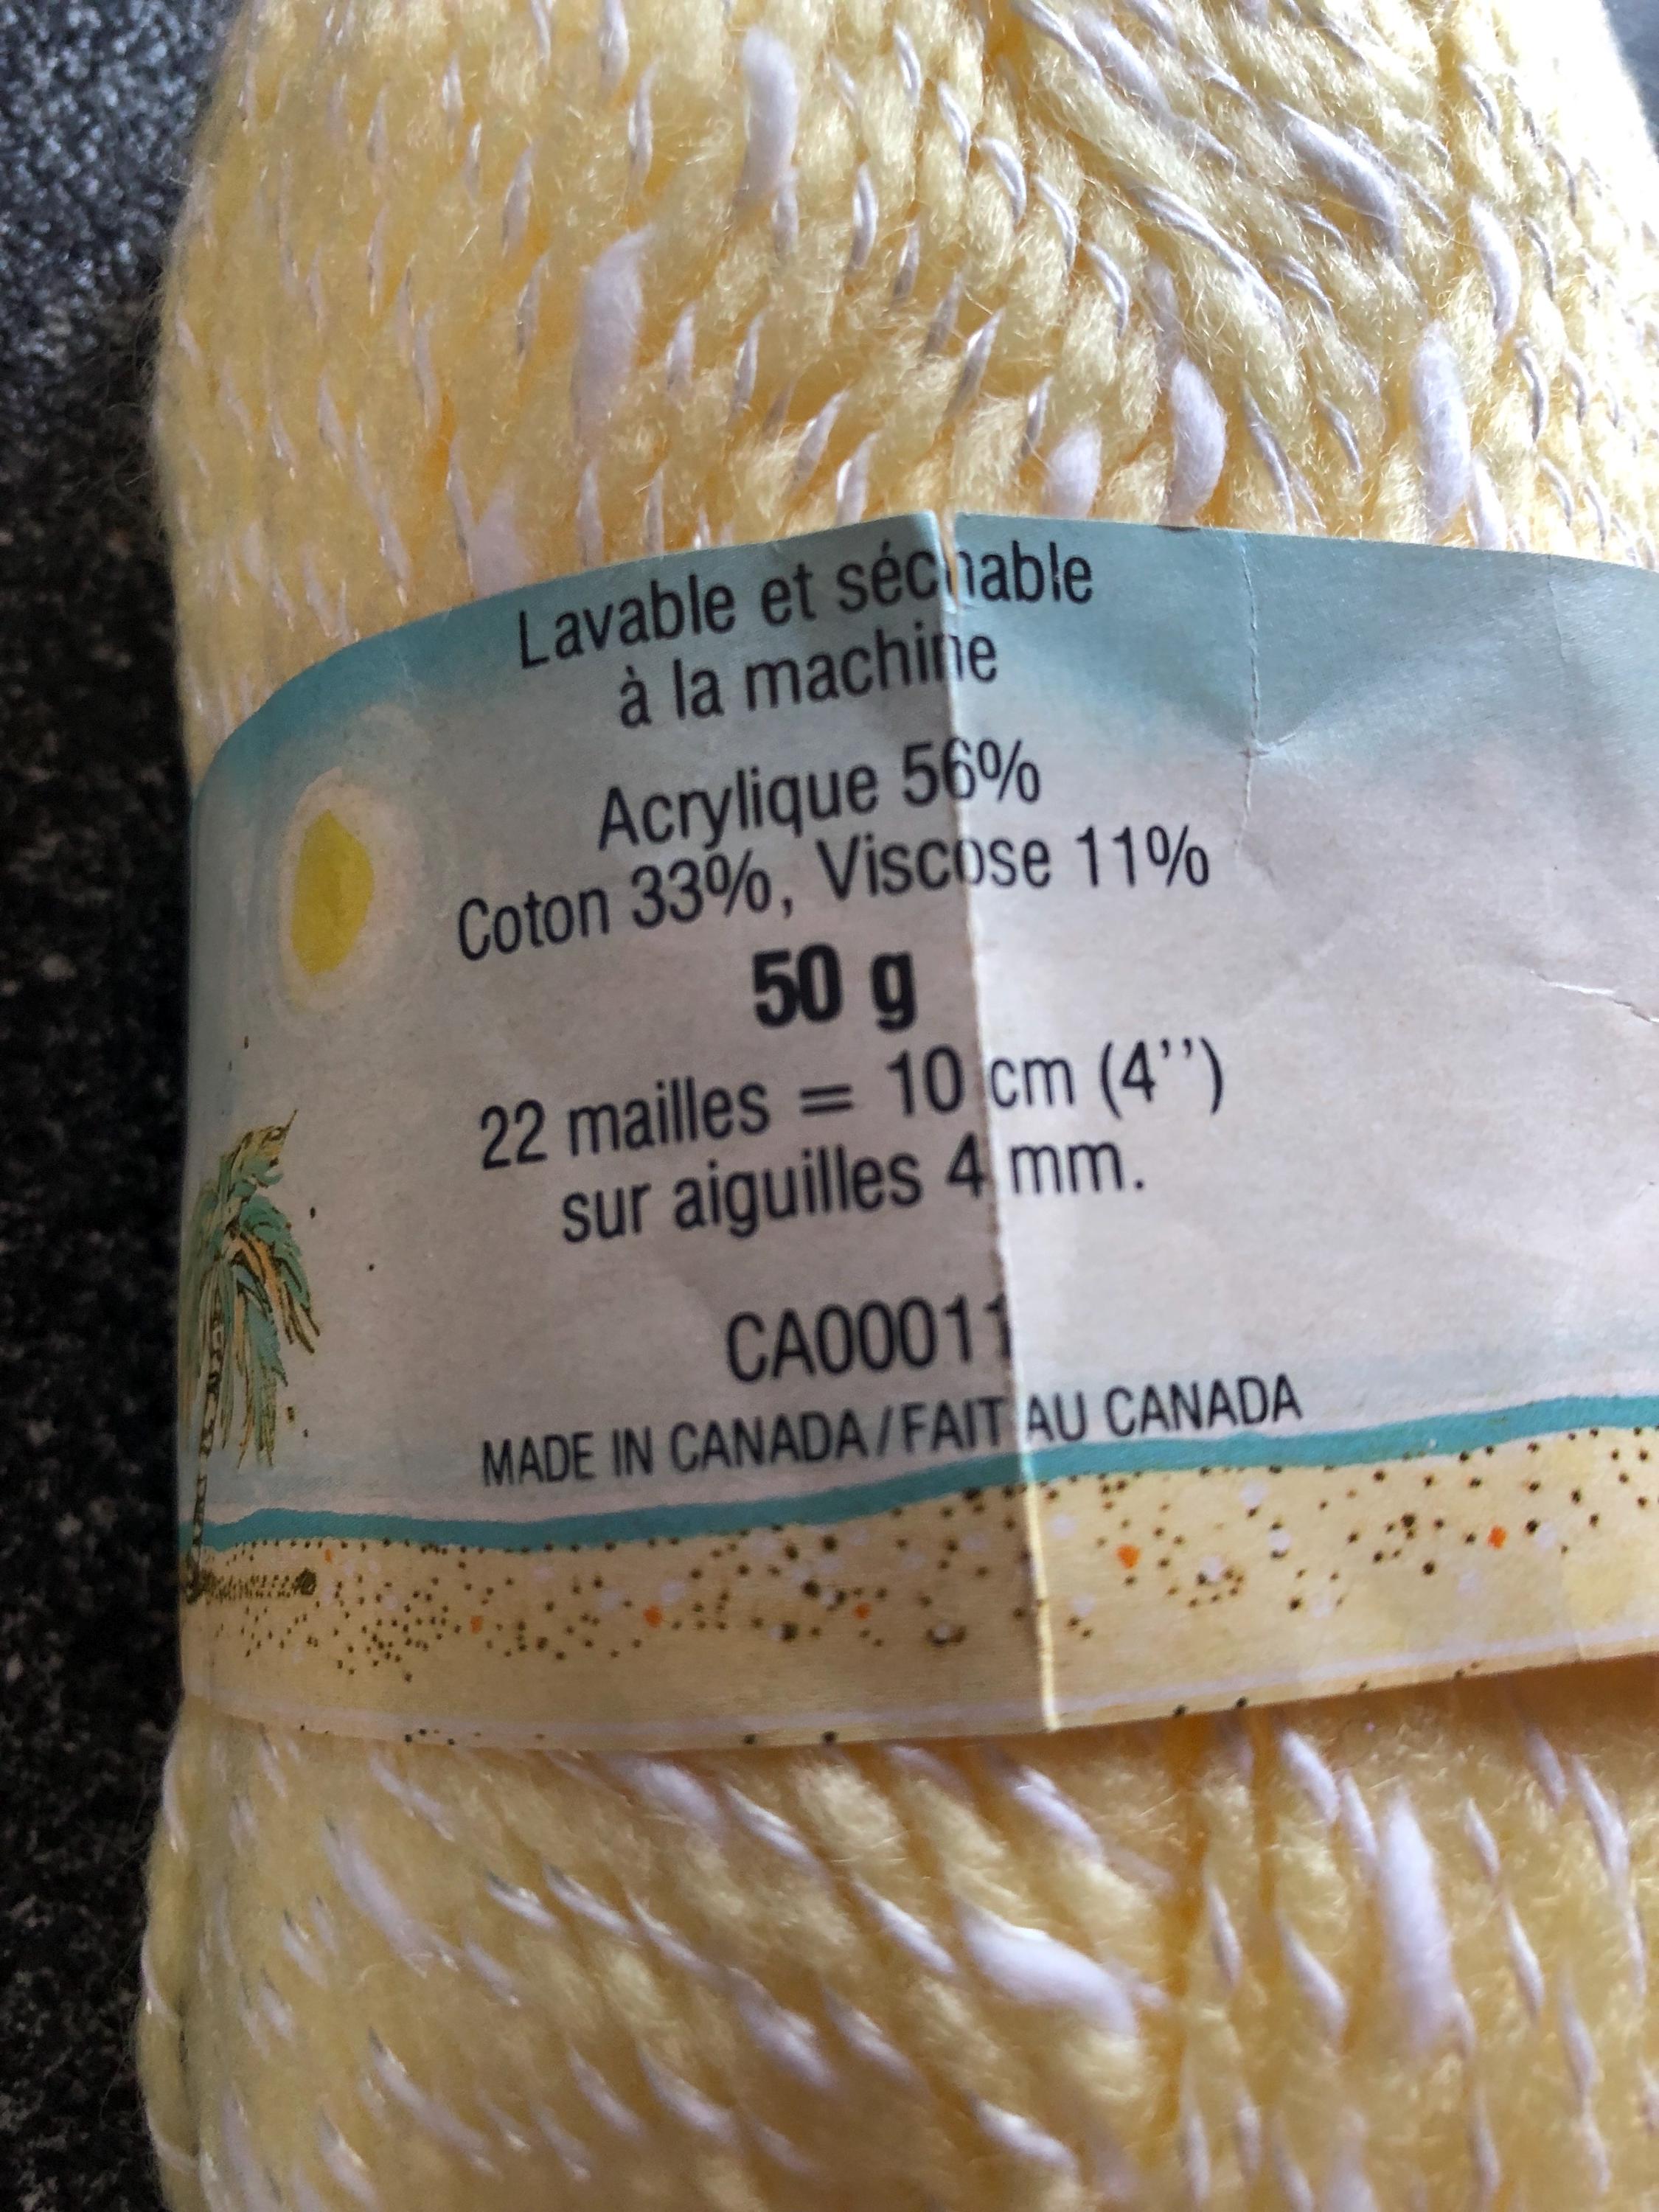 Lavable et séchable
à la machine
Acrylique 56%
Coton 33%, Viscose 11%
50 g
22 mailles = 10 cm (4'')
sur aiguilles 4 mm.
CA00011
MADE IN CANADA/FAIT AU CANADA